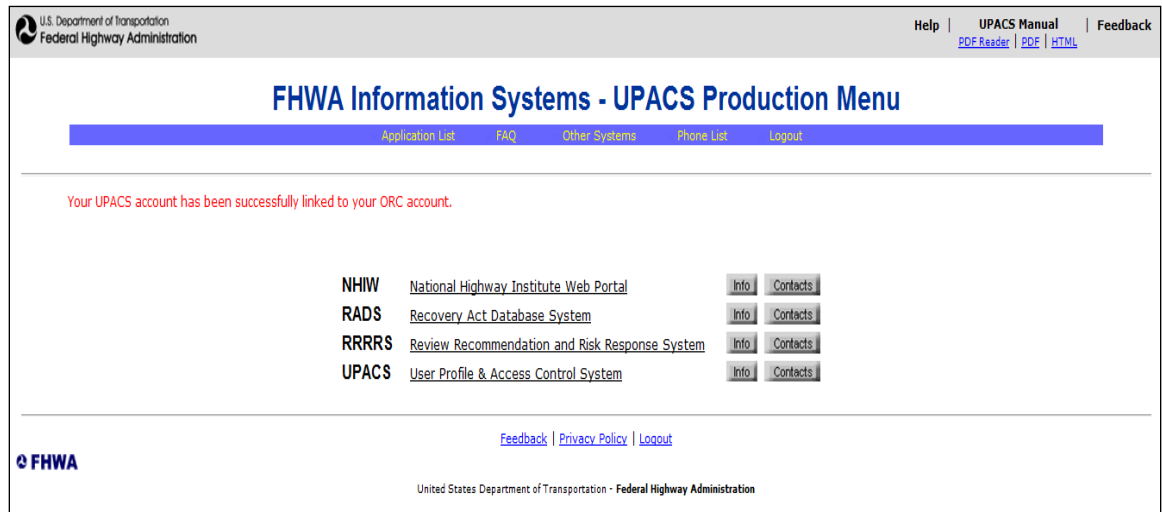 U.S. Department of Transportation
Federal Highway Administration
Help | UPACS Manual | Feedback
PDF Reader | PDF | HTML
FHWA Information Systems - UPACS Production Menu
Application List FAQ Other Systems Phone List Logout
Your UPACS account has been successfully linked to your ORC account.
NHIW National Highway Institute Web Portal Info Contacts
RADS Recovery Act Database System Info Contacts
RRRRS Review Recommendation and Risk Response System Info Contacts
UPACS User Profile & Access Control System Info Contacts
Feedback | Privacy Policy | Logout
FHWA
United States Department of Transportation - Federal Highway Administration